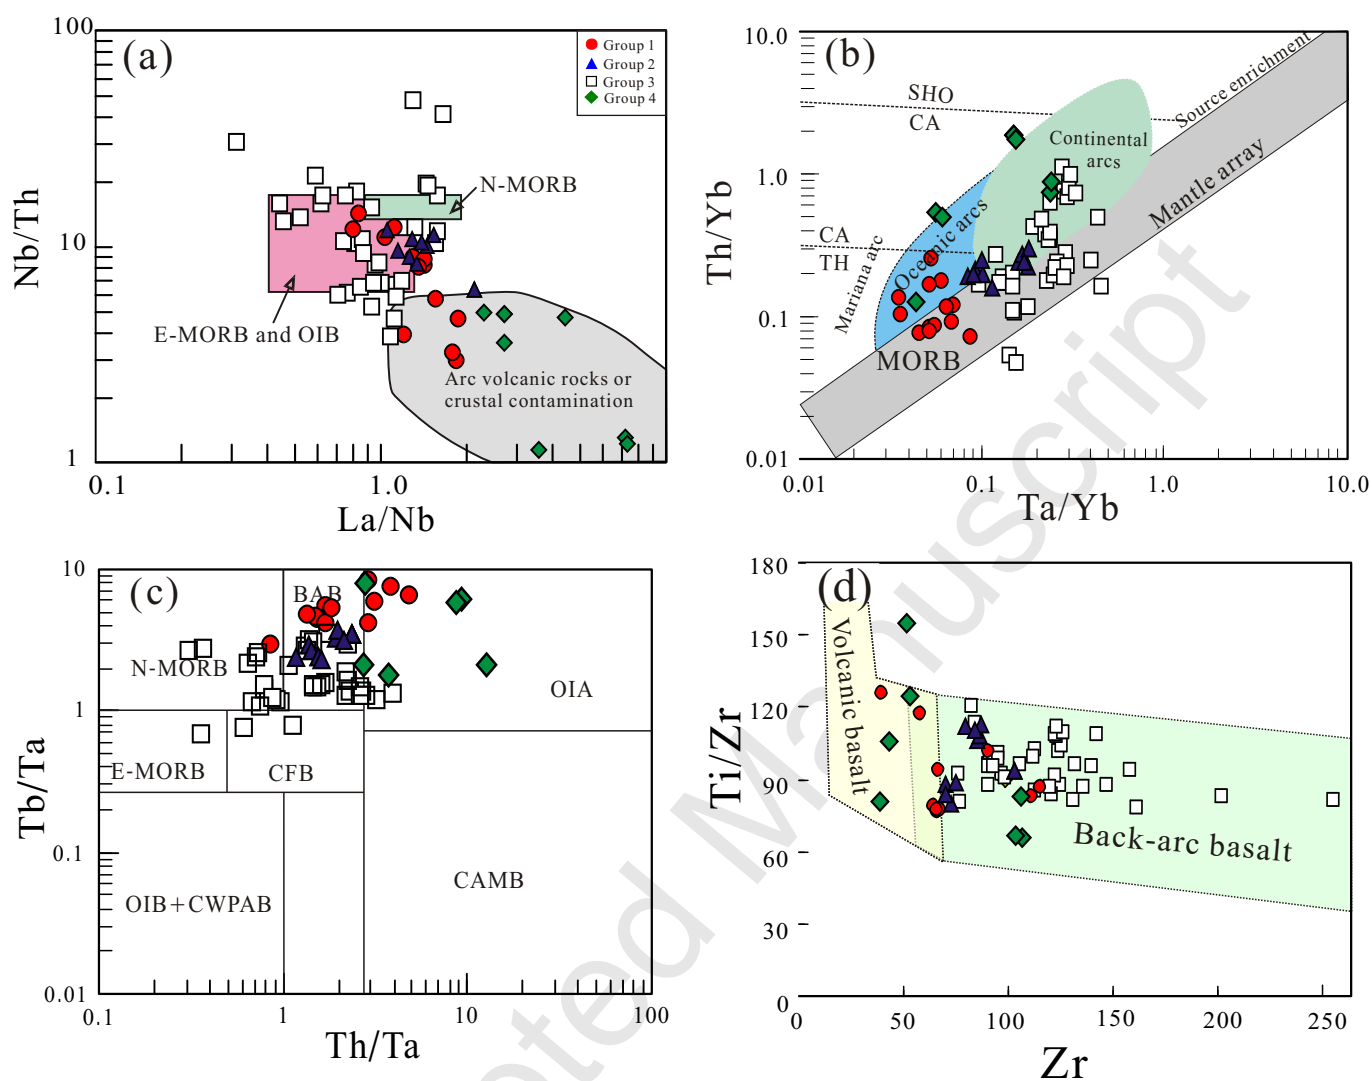 (a)
100
10
1
0.1
1.0
Nb/Th
La/Nb
Group 1
Group 2
Group 3
Group 4
N-MORB
E-MORB and OIB
Arc volcanic rocks or
crustal contamination
(b)
10.0
1.0
0.1
0.01
0.01
0.1
1.0
10.0
Th/Yb
Ta/Yb
SHO
CA
CA
TH
Source enrichment
Continental
arcs
Mantle array
Oceanic arcs
Mariana arc
MORB
(c)
10
1
0.1
0.01
0.1
1
10
100
Tb/Ta
Th/Ta
BAB
N-MORB
OIA
E-MORB
CFB
OIB+CWPAB
CAMB
(d)
180
150
120
90
60
30
0
0
50
100
150
200
250
Ti/Zr
Zr
Volcanic basalt
Back-arc basalt
oted Manuscript